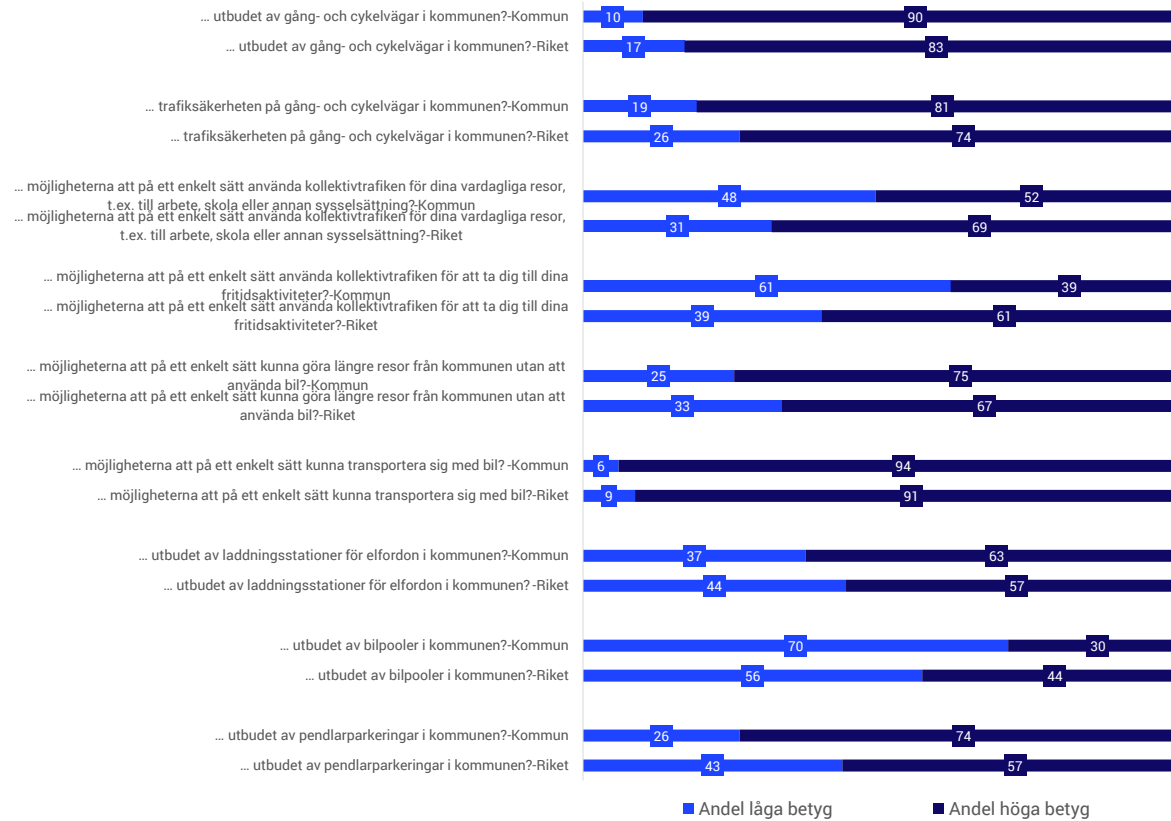 … utbudet av gång- och cykelvägar i kommunen?-Kommun
10
90
… utbudet av gång- och cykelvägar i kommunen?-Riket
17
83
… trafiksäkerheten på gång- och cykelvägar i kommunen?-Kommun
19
81
… trafiksäkerheten på gång- och cykelvägar i kommunen?-Riket
26
74
… möjligheterna att på ett enkelt sätt använda kollektivtrafiken för dina vardagliga resor,
t.ex. till arbete, skola eller annan sysselsättning?-Kommun
48
52
… möjligheterna att på ett enkelt sätt använda kollektivtrafiken för dina vardagliga resor,
t.ex. till arbete, skola eller annan sysselsättning?-Riket
31
69
… möjligheterna att på ett enkelt sätt använda kollektivtrafiken för att ta dig till dina
fritidsaktiviteter?-Kommun
61
39
… möjligheterna att på ett enkelt sätt använda kollektivtrafiken för att ta dig till dina
fritidsaktiviteter?-Riket
39
61
… möjligheterna att på ett enkelt sätt kunna göra längre resor från kommunen utan att
använda bil?-Kommun
25
75
… möjligheterna att på ett enkelt sätt kunna göra längre resor från kommunen utan att
använda bil?-Riket
33
67
… möjligheterna att på ett enkelt sätt kunna transportera sig med bil? -Kommun
6
94
… möjligheterna att på ett enkelt sätt kunna transportera sig med bil?-Riket
9
91
… utbudet av laddningsstationer för elfordon i kommunen?-Kommun
37
63
… utbudet av laddningsstationer för elfordon i kommunen? -Riket
44
57
… utbudet av bilpooler i kommunen?-Kommun
70
30
… utbudet av bilpooler i kommunen?-Riket
56
44
… utbudet av pendlarparkeringar i kommunen?-Kommun
26
74
… utbudet av pendlarparkeringar i kommunen?-Riket
43
57
Andel låga betyg
Andel höga betyg